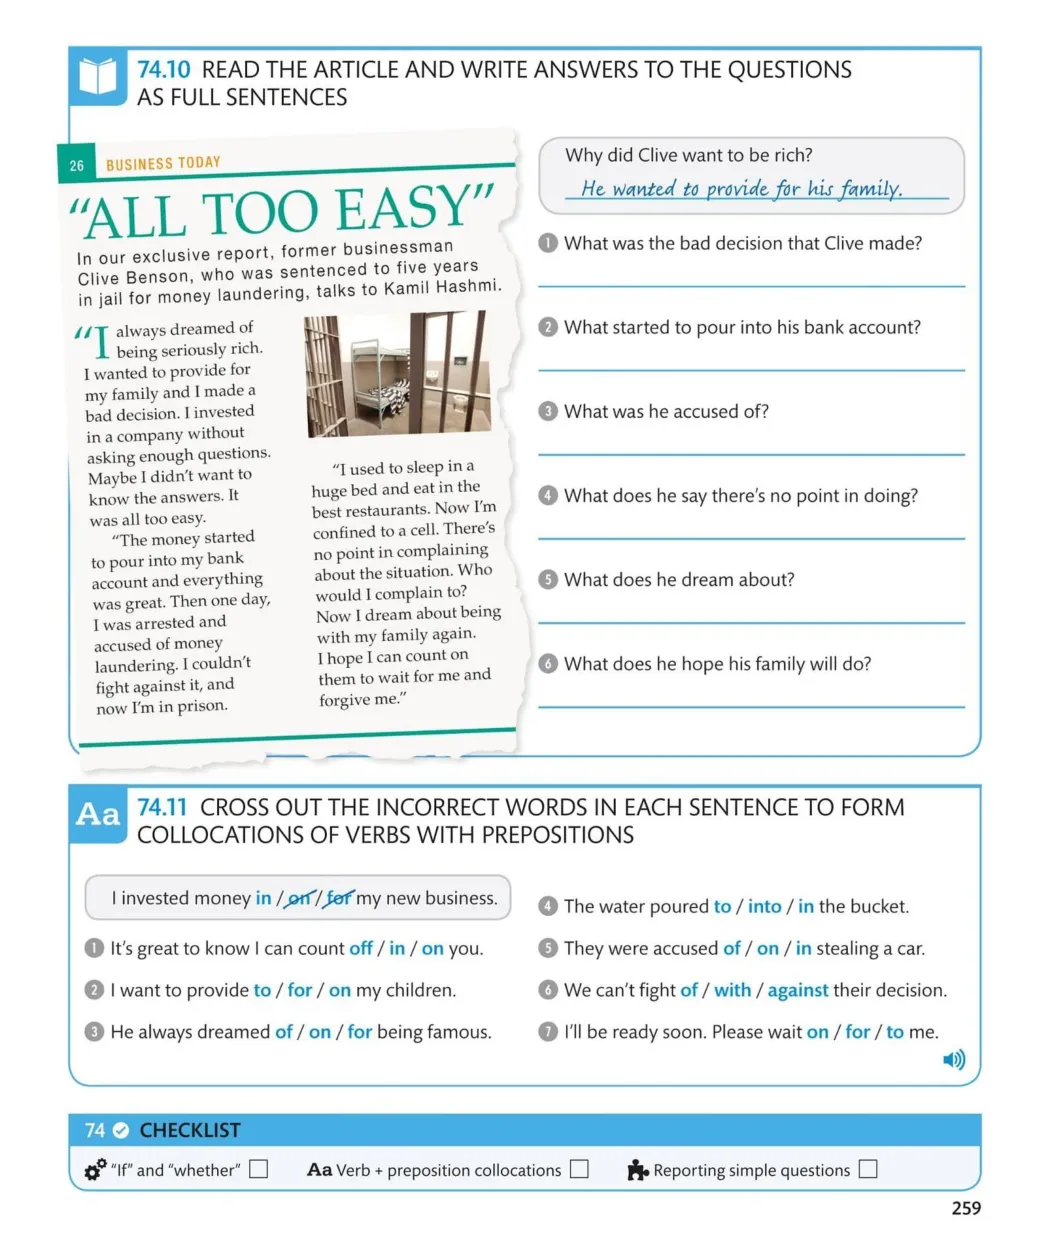 74.10 READ THE ARTICLE AND WRITE ANSWERS TO THE QUESTIONS
AS FULL SENTENCES
26 BUSINESS TODAY
“ALL TOO EASY”
In our exclusive report, former businessman
Clive Benson, who was sentenced to five years
in jail for money laundering, talks to Kamil Hashmi.
“I always dreamed of
being seriously rich.
I wanted to provide for
my family and I made a
bad decision. I invested
in a company without
asking enough questions.
Maybe I didn’t want to
know the answers. It
was all too easy.
“The money started
to pour into my bank
account and everything
was great. Then one day,
I was arrested and
accused of money
laundering. I couldn’t
fight against it, and
now I’m in prison.
“I used to sleep in a
huge bed and eat in the
best restaurants. Now I’m
confined to a cell. There’s
no point in complaining
about the situation. Who
would I complain to?
Now I dream about being
with my family again.
I hope I can count on
them to wait for me and
forgive me.”
Why did Clive want to be rich?
He wanted to provide for his family.
1 What was the bad decision that Clive made?
2 What started to pour into his bank account?
3 What was he accused of?
4 What does he say there’s no point in doing?
5 What does he dream about?
6 What does he hope his family will do?
Aa 74.11 CROSS OUT THE INCORRECT WORDS IN EACH SENTENCE TO FORM
COLLOCATIONS OF VERBS WITH PREPOSITIONS
I invested money in / on / for my new business.
1 It’s great to know I can count off / in / on you.
2 I want to provide to / for / on my children.
3 He always dreamed of / on / for being famous.
4 The water poured to / into / in the bucket.
5 They were accused of / on / in stealing a car.
6 We can’t fight of / with / against their decision.
7 I’ll be ready soon. Please wait on / for / to me.
74 CHECKLIST
“If” and “whether”
Aa Verb + preposition collocations
Reporting simple questions
259